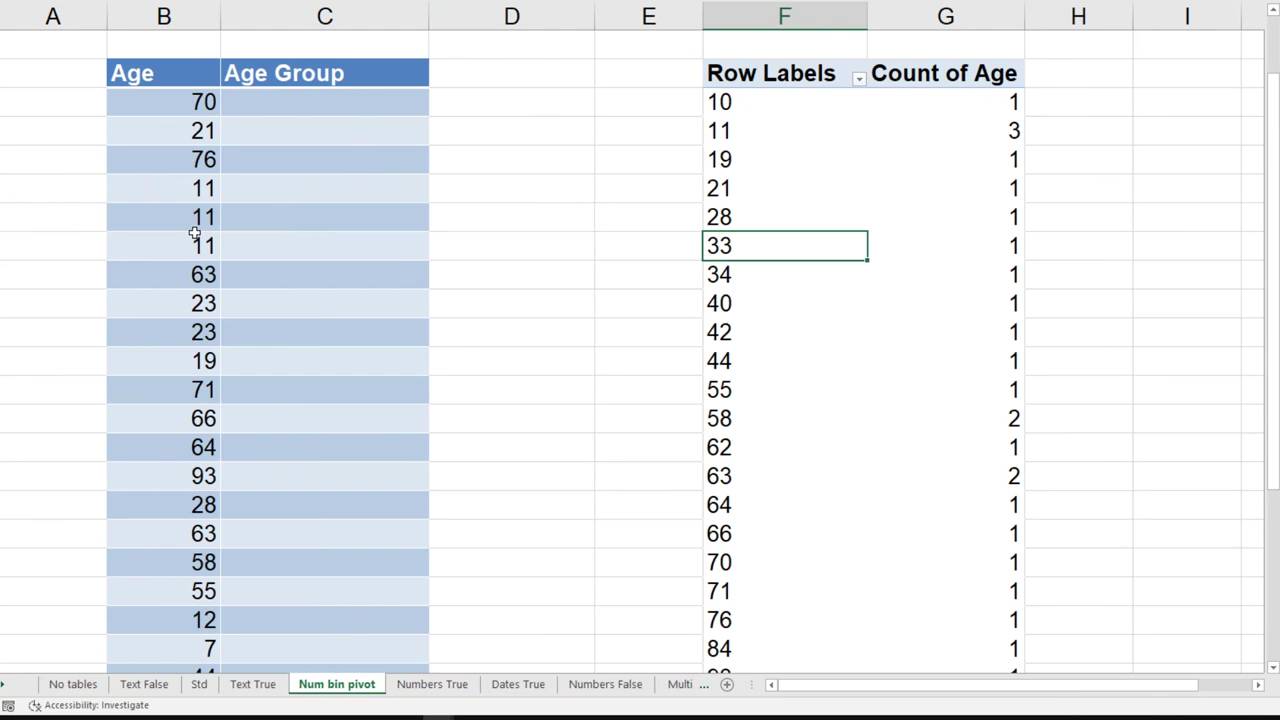 A B C D E F G H I
Age Age Group Row Labels Count of Age
70 10 1
21 11 3
76 19 1
11 21 1
11 28 1
11 33 1
63 34 1
23 40 1
23 42 1
19 44 1
71 55 1
66 58 2
64 62 1
93 63 2
28 64 1
63 66 1
58 70 1
55 71 1
12 76 1
7 84 1
No tables Text False Std Text True Num bin pivot Numbers True Dates True Numbers False Multi ...
Accessibility: Investigate